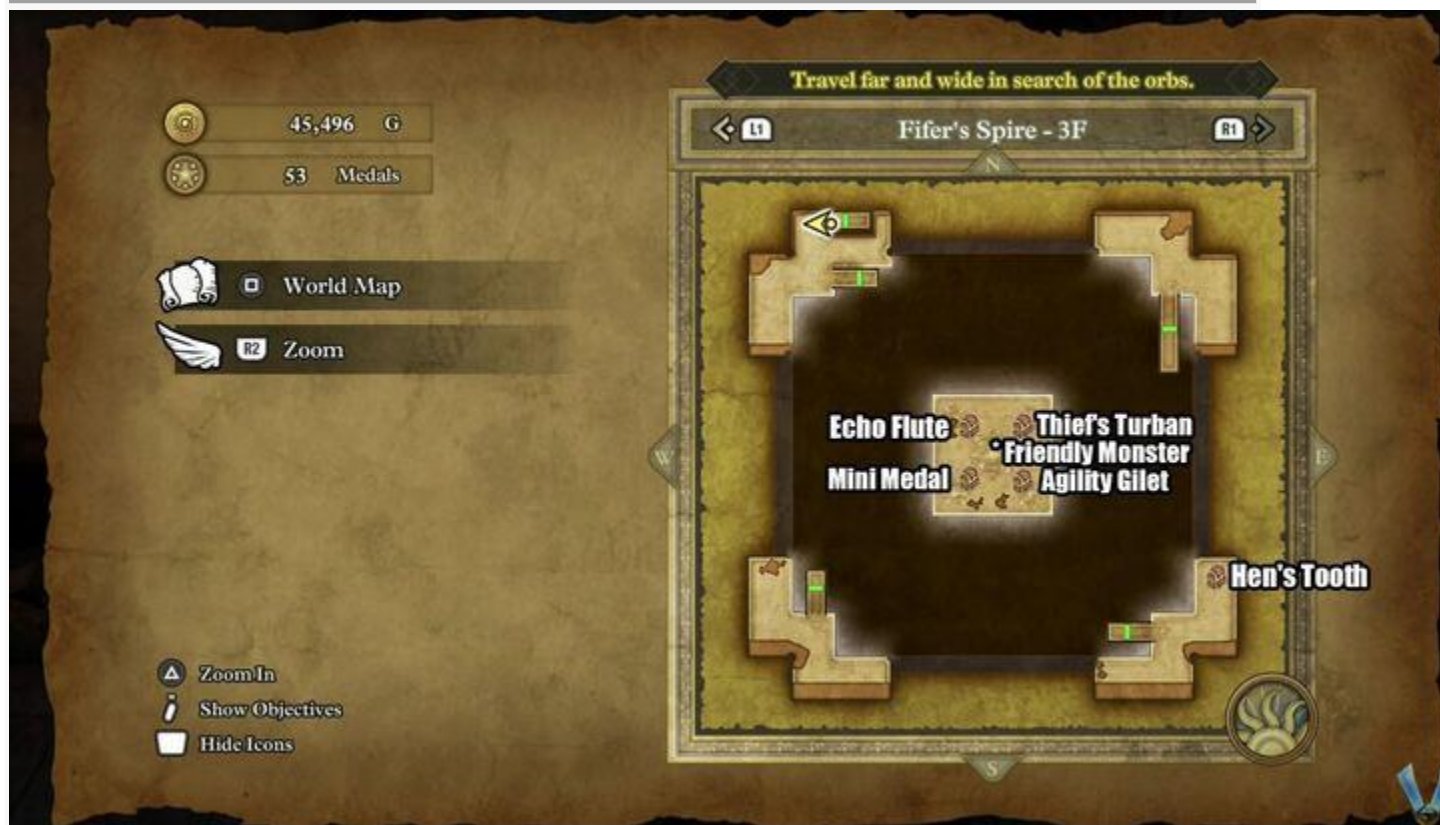 Travel far and wide in search of the orbs.
45,496 G
L1 Fifer's Spire - 3F R1
N
53 Medals
World Map
R2 Zoom
Echo Flute
Thief's Turban
*Friendly Monster
W
E
Mini Medal
Agility Gilet
Hen's Tooth
Zoom In
Show Objectives
Hide Icons
S